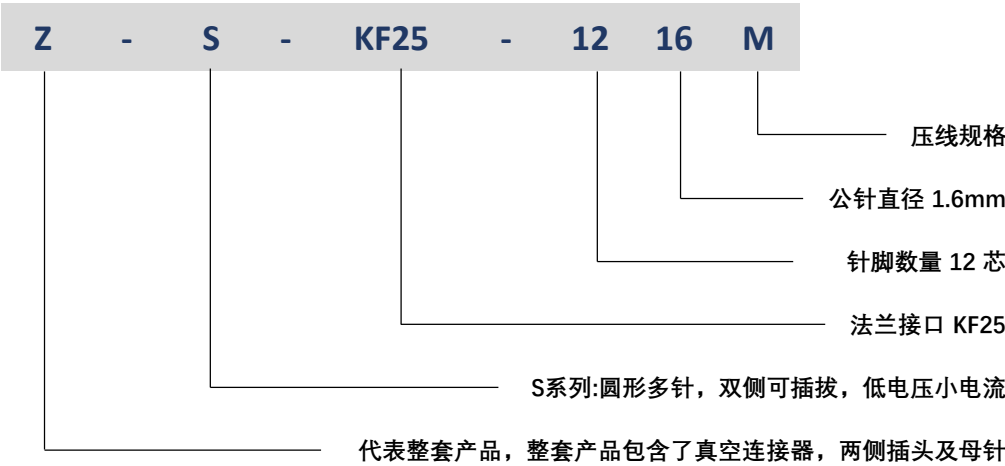 Z - S - KF25 - 12 16 M
压线规格
公针直径 1.6mm
针脚数量 12 芯
法兰接口 KF25
S系列:圆形多针，双侧可插拔，低电压小电流
代表整套产品，整套产品包含了真空连接器，两侧插头及母针